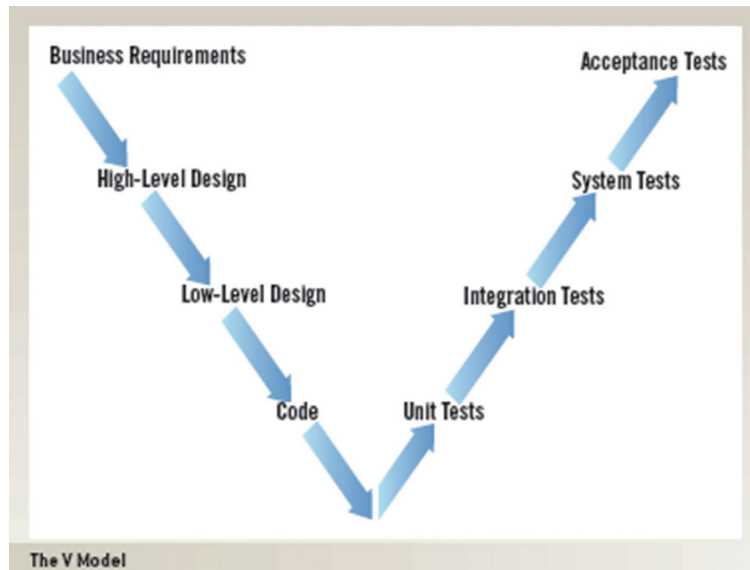 Business Requirements
Acceptance Tests
High-Level Design
System Tests
Low-Level Design
Integration Tests
Code
Unit Tests
The V Model